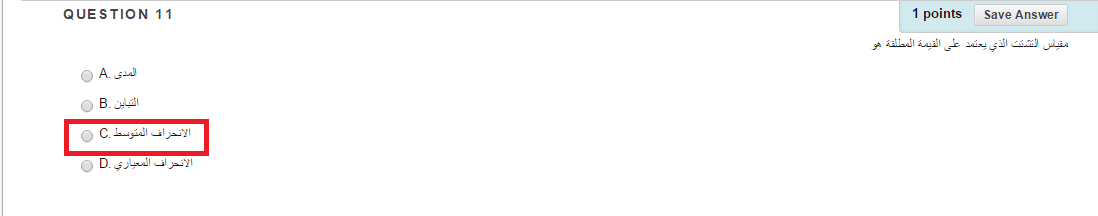 QUESTION 11
1 points
Save Answer
مقياس التشتت الذي يعتمد على القيمة المطلقة هو
A. المدى
B. التباين
C. الانحراف المتوسط
D. الانحراف المعياري